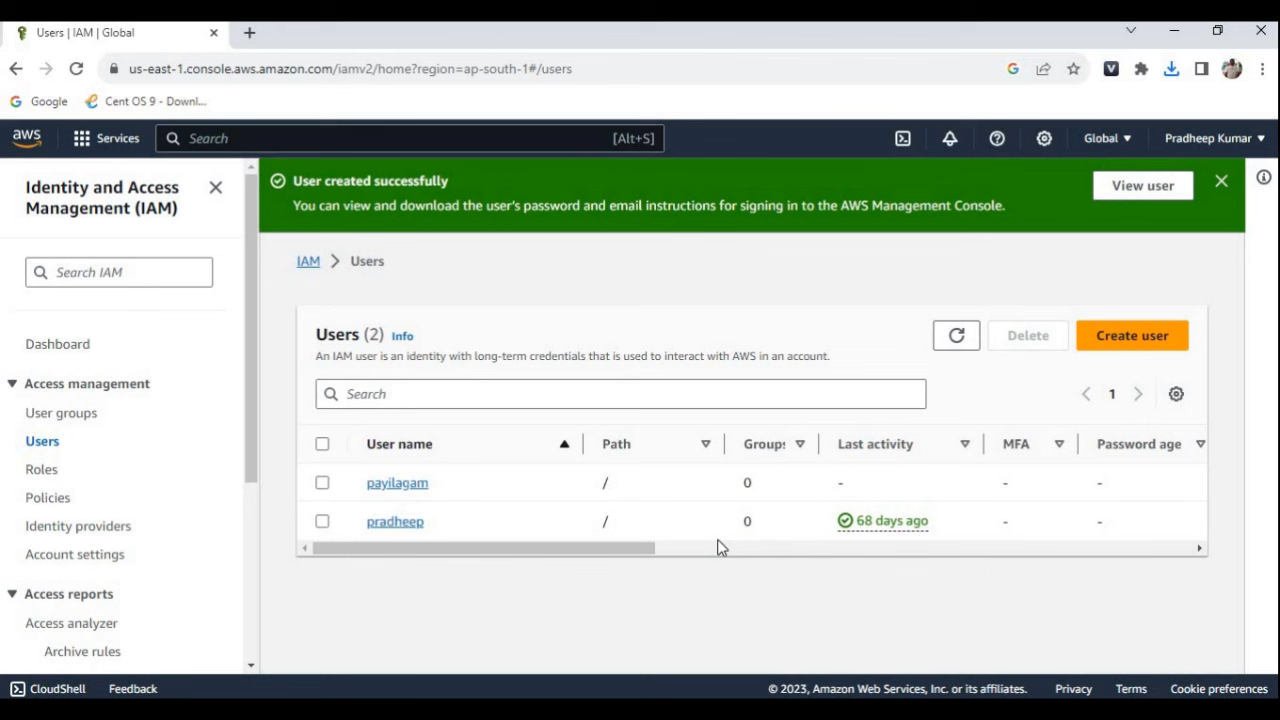 Users | IAM | Global
us-east-1.console.aws.amazon.com/iamv2/home?region=ap-south-1#/users
Google
Cent OS 9 - Downl...
aws
Services
Search
[Alt+S]
Global
Pradheep Kumar
Identity and Access
Management (IAM)
Search IAM
Dashboard
Access management
User groups
Users
Roles
Policies
Identity providers
Account settings
Access reports
Access analyzer
Archive rules
User created successfully
You can view and download the user's password and email instructions for signing in to the AWS Management Console.
View user
IAM > Users
Users (2) Info
An IAM user is an identity with long-term credentials that is used to interact with AWS in an account.
Delete
Create user
Search
1
User name Path Groups Last activity MFA Password age
payilagam / 0 - - -
pradheep / 0 68 days ago - -
CloudShell
Feedback
© 2023, Amazon Web Services, Inc. or its affiliates.
Privacy
Terms
Cookie preferences